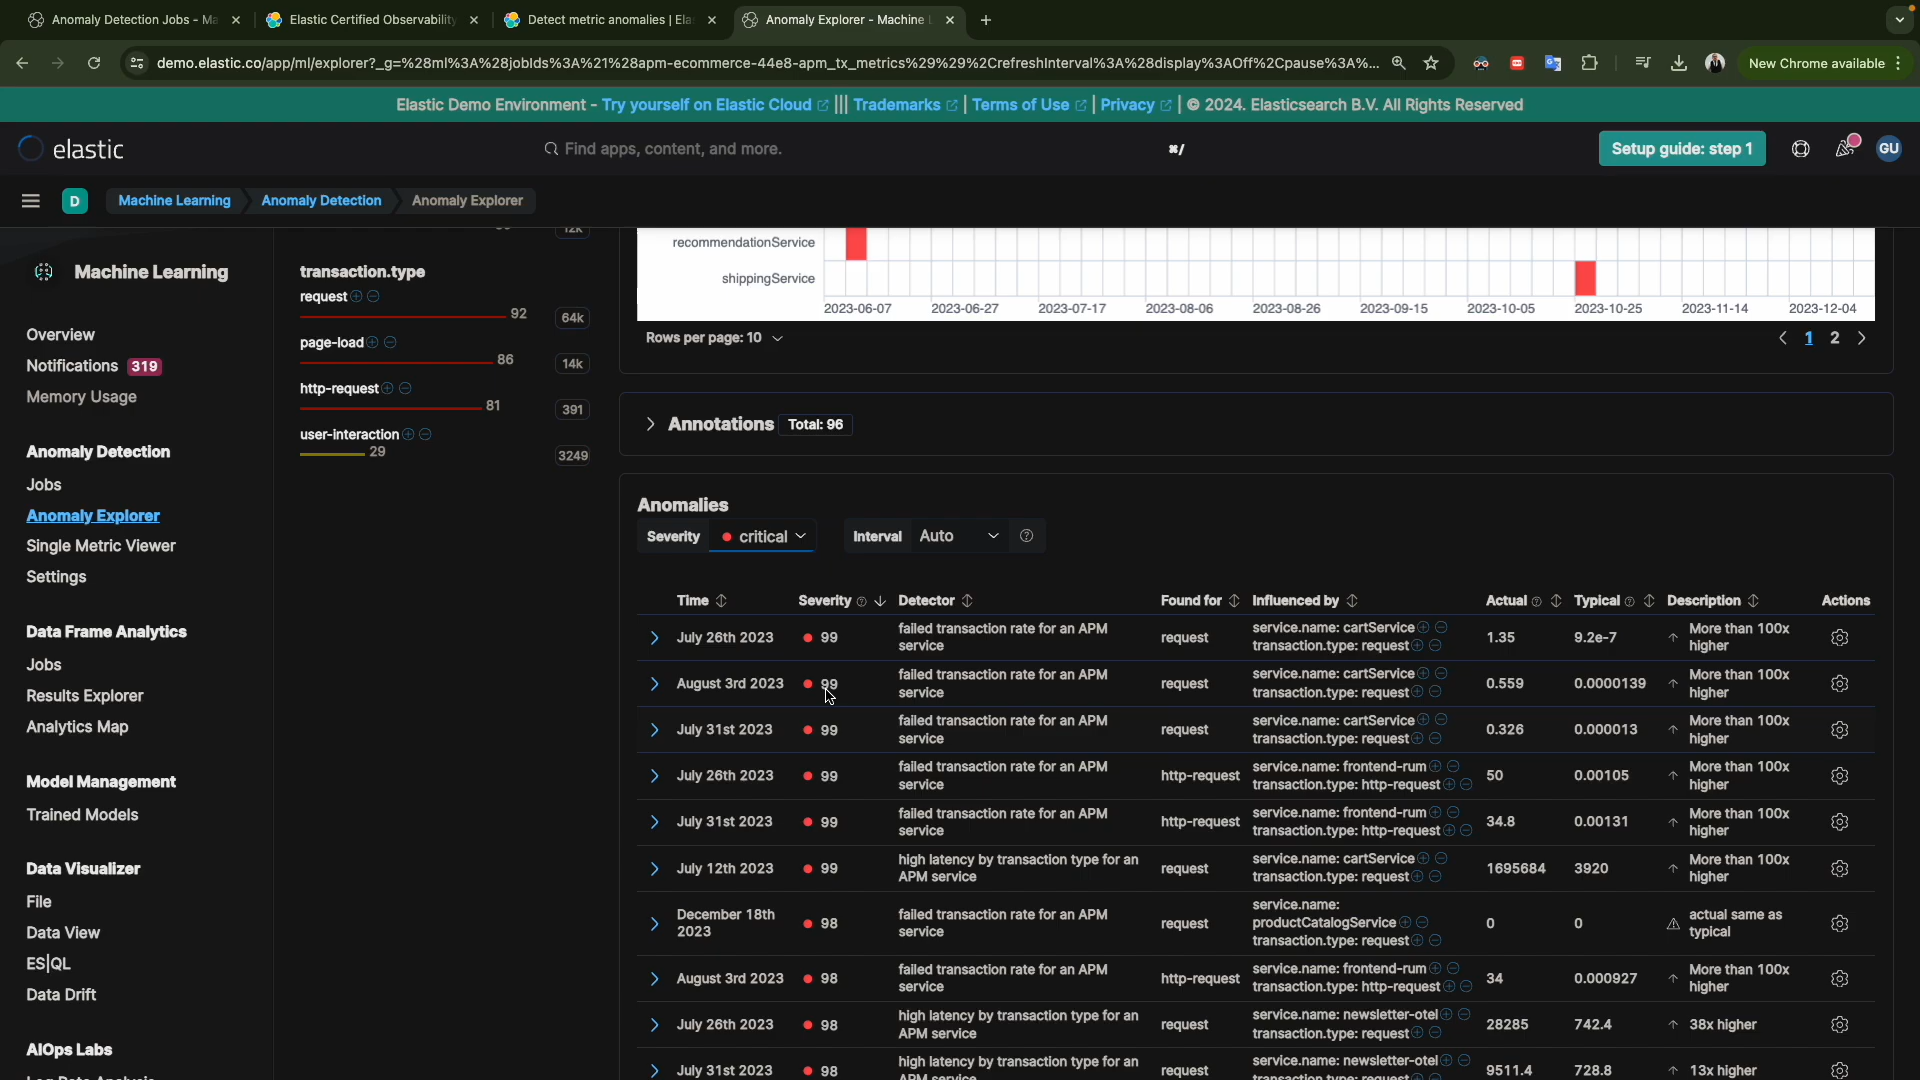 Anomaly Detection Jobs - Ma
Elastic Certified Observability
Detect metric anomalies | Ela
Anomaly Explorer - Machine L
demo.elastic.co/app/ml/explorer?_g=%28ml%3A%28jobIds%3A%21%28apm-ecommerce-44e8-apm_tx_metrics%29%29%2CrefreshInterval%3A%28display%3AOff%2Cpause%3A%...
New Chrome available
Elastic Demo Environment - Try yourself on Elastic Cloud ||| Trademarks | Terms of Use | Privacy | © 2024. Elasticsearch B.V. All Rights Reserved
elastic
Find apps, content, and more.
⌘/
Setup guide: step 1
GU
D
Machine Learning
Anomaly Detection
Anomaly Explorer
Machine Learning
Overview
Notifications 319
Memory Usage
Anomaly Detection
Jobs
Anomaly Explorer
Single Metric Viewer
Settings
Data Frame Analytics
Jobs
Results Explorer
Analytics Map
Model Management
Trained Models
Data Visualizer
File
Data View
ES|QL
Data Drift
AIOps Labs
12k
transaction.type
request
92
64k
page-load
86
14k
http-request
81
391
user-interaction
29
3249
recommendationService
shippingService
2023-06-07 2023-06-27 2023-07-17 2023-08-06 2023-08-26 2023-09-15 2023-10-05 2023-10-25 2023-11-14 2023-12-04
Rows per page: 10
1 2
Annotations Total: 96
Anomalies
Severity critical Interval Auto
Time Severity Detector Found for Influenced by Actual Typical Description Actions
July 26th 2023 99 failed transaction rate for an APM service request service.name: cartService transaction.type: request 1.35 9.2e-7 More than 100x higher
August 3rd 2023 99 failed transaction rate for an APM service request service.name: cartService transaction.type: request 0.559 0.0000139 More than 100x higher
July 31st 2023 99 failed transaction rate for an APM service request service.name: cartService transaction.type: request 0.326 0.000013 More than 100x higher
July 26th 2023 99 failed transaction rate for an APM service http-request service.name: frontend-rum transaction.type: http-request 50 0.00105 More than 100x higher
July 31st 2023 99 failed transaction rate for an APM service http-request service.name: frontend-rum transaction.type: http-request 34.8 0.00131 More than 100x higher
July 12th 2023 99 high latency by transaction type for an APM service request service.name: cartService transaction.type: request 1695684 3920 More than 100x higher
December 18th 2023 98 failed transaction rate for an APM service request service.name: productCatalogService transaction.type: request 0 0 actual same as typical
August 3rd 2023 98 failed transaction rate for an APM service http-request service.name: frontend-rum transaction.type: http-request 34 0.000927 More than 100x higher
July 26th 2023 98 high latency by transaction type for an APM service request service.name: newsletter-otel transaction.type: request 28285 742.4 38x higher
July 31st 2023 98 high latency by transaction type for an APM service request service.name: newsletter-otel transaction.type: request 9511.4 728.8 13x higher